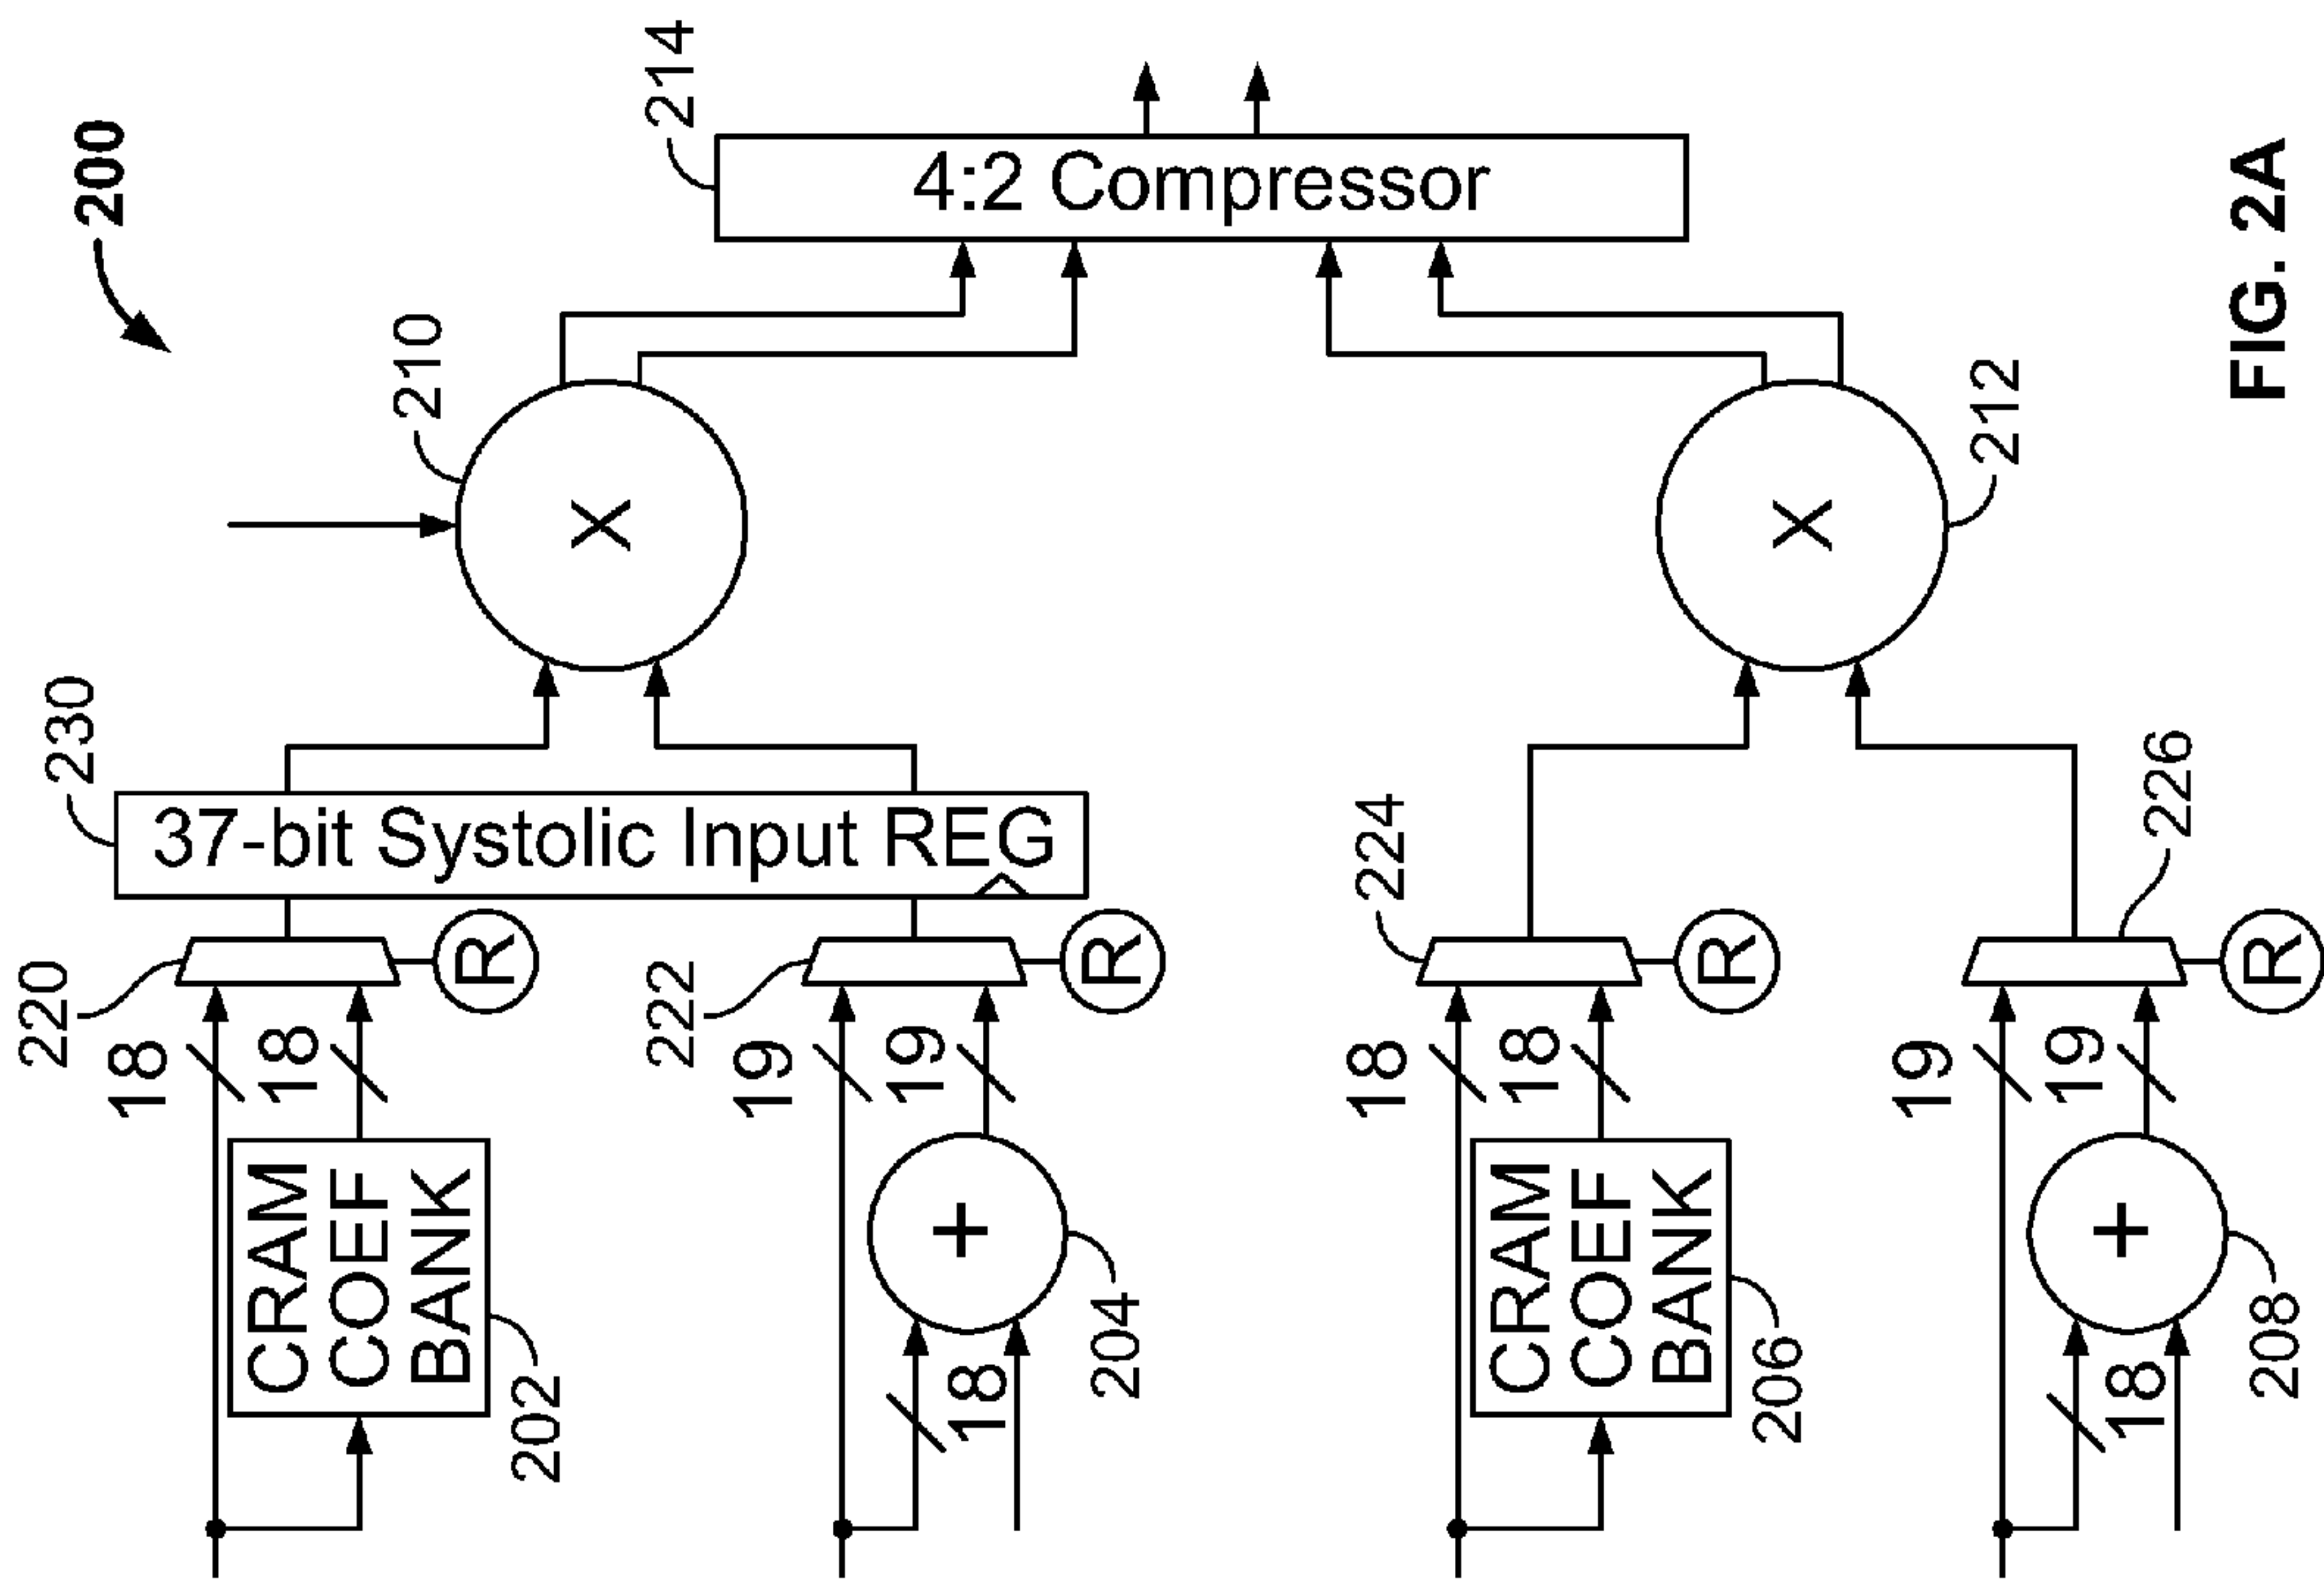 200
214
4:2 Compressor
210
212
230
37-bit Systolic Input REG
X
X
220
222
224
226
R
R
R
R
18
18
19
19
18
18
19
19
CRAM
COEF
BANK
202
+
204
18
CRAM
COEF
BANK
206
+
208
18
FIG. 2A